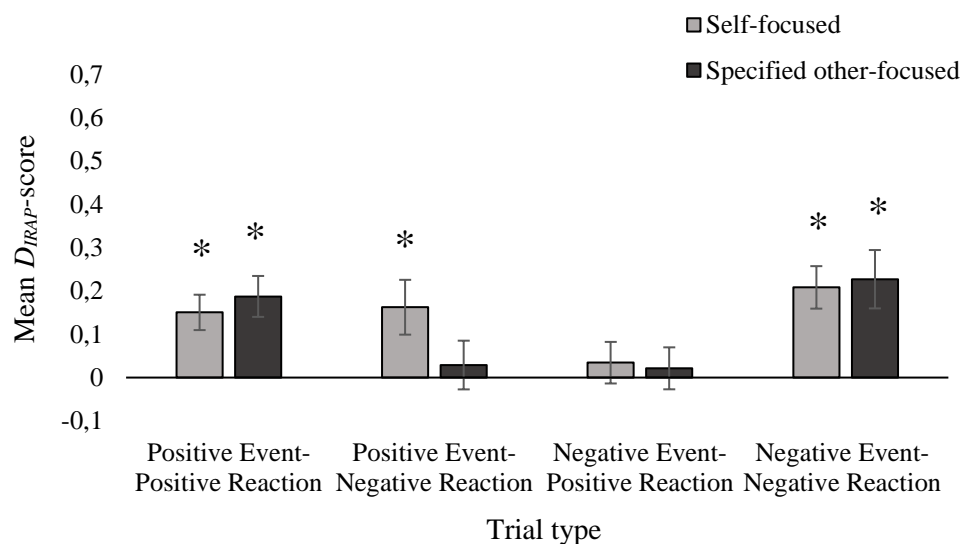 Self-focused
Specified other-focused
0,7
0,6
0,5
0,4
0,3
0,2
0,1
0
-0,1
Mean D_IRAP-score
* * * * *
Positive Event-
Positive Reaction
Positive Event-
Negative Reaction
Negative Event-
Positive Reaction
Negative Event-
Negative Reaction
Trial type